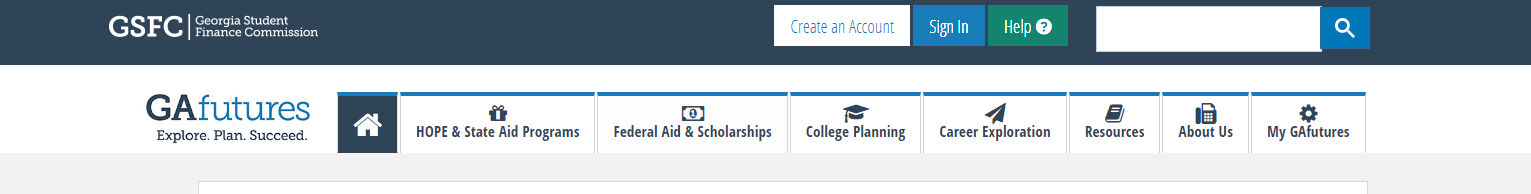 GSFC Georgia Student
Finance Commission
Create an Account Sign In Help ?
GAfutures
Explore. Plan. Succeed.
HOPE & State Aid Programs Federal Aid & Scholarships College Planning Career Exploration Resources About Us My GAfutures